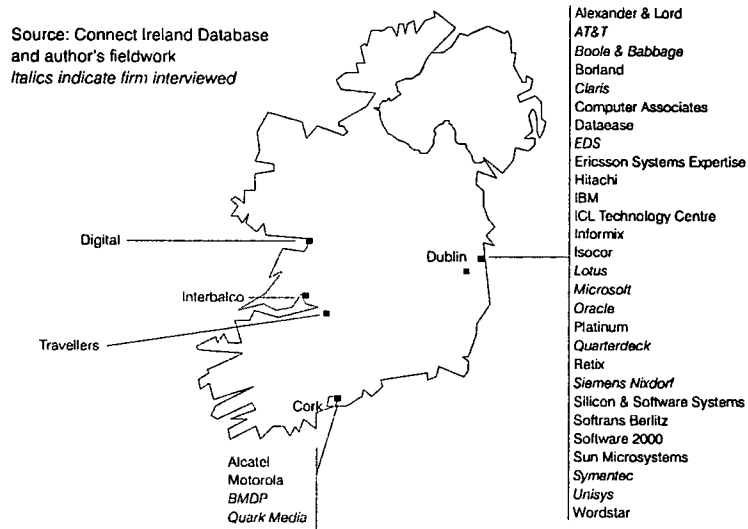 Source: Connect Ireland Database
and author's fieldwork
Italics indicate firm interviewed
Digital
Interbalco
Travellers
Dublin
Cork
Alcatel
Motorola
BMDP
Quark Media
Alexander & Lord
AT&T
Boole & Babbage
Borland
Claris
Computer Associates
Dataease
EDS
Ericsson Systems Expertise
Hitachi
IBM
ICL Technology Centre
Informix
Isocor
Lotus
Microsoft
Oracle
Platinum
Quarterdeck
Retix
Siemens Nixdorf
Silicon & Software Systems
Softrans Berlitz
Software 2000
Sun Microsystems
Symantec
Unisys
Wordstar